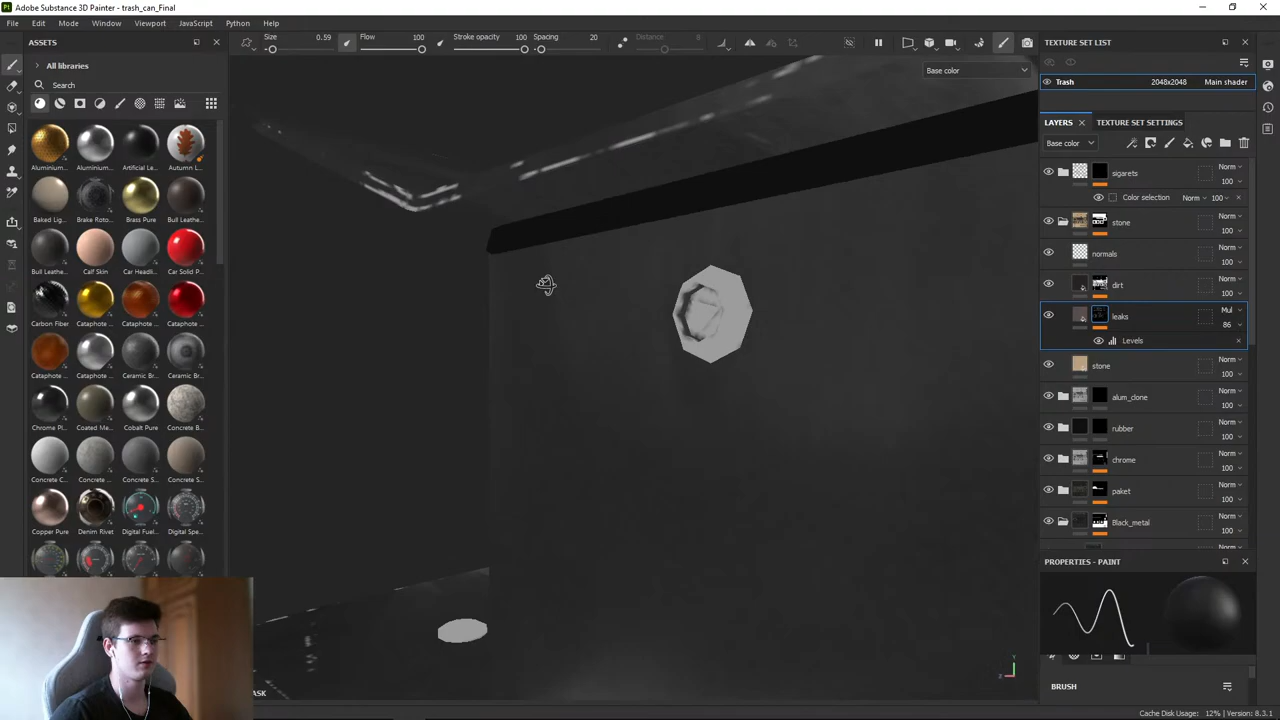 Adobe Substance 3D Painter - trash_can_Final
File Edit Mode Window Viewport JavaScript Python Help
Size 0.59 Flow 100 Stroke opacity 100 Spacing 20 Distance 8
ASSETS
All libraries
Search
Aluminium... Aluminium... Artificial Le... Autumn L...
Baked Lig... Brake Roto... Brass Pure Bull Leathe...
Bull Leathe... Calf Skin Car Headli... Car Solid P...
Carbon Fiber Cataphote ... Cataphote ... Cataphote ...
Cataphote ... Ceramic Br... Ceramic Br... Ceramic Br...
Chrome Pl... Coated Me... Cobalt Pure Concrete B...
Concrete C... Concrete S... Concrete S... Concrete S...
Copper Pure Denim Rivet Digital Fuel... Digital Spe...
Base color
ASK
Y
Z
TEXTURE SET LIST
Trash 2048x2048 Main shader
LAYERS TEXTURE SET SETTINGS
Base color
sigarets Norm 100
Color selection Norm 100
stone Norm 100
normals Norm 100
dirt Norm 100
leaks Mul 86
Levels
stone Norm 100
alum_clone Norm 100
rubber Norm 100
chrome Norm 100
paket Norm 100
Black_metal Norm 100
PROPERTIES - PAINT
BRUSH
Cache Disk Usage: 12% | Version: 8.3.1